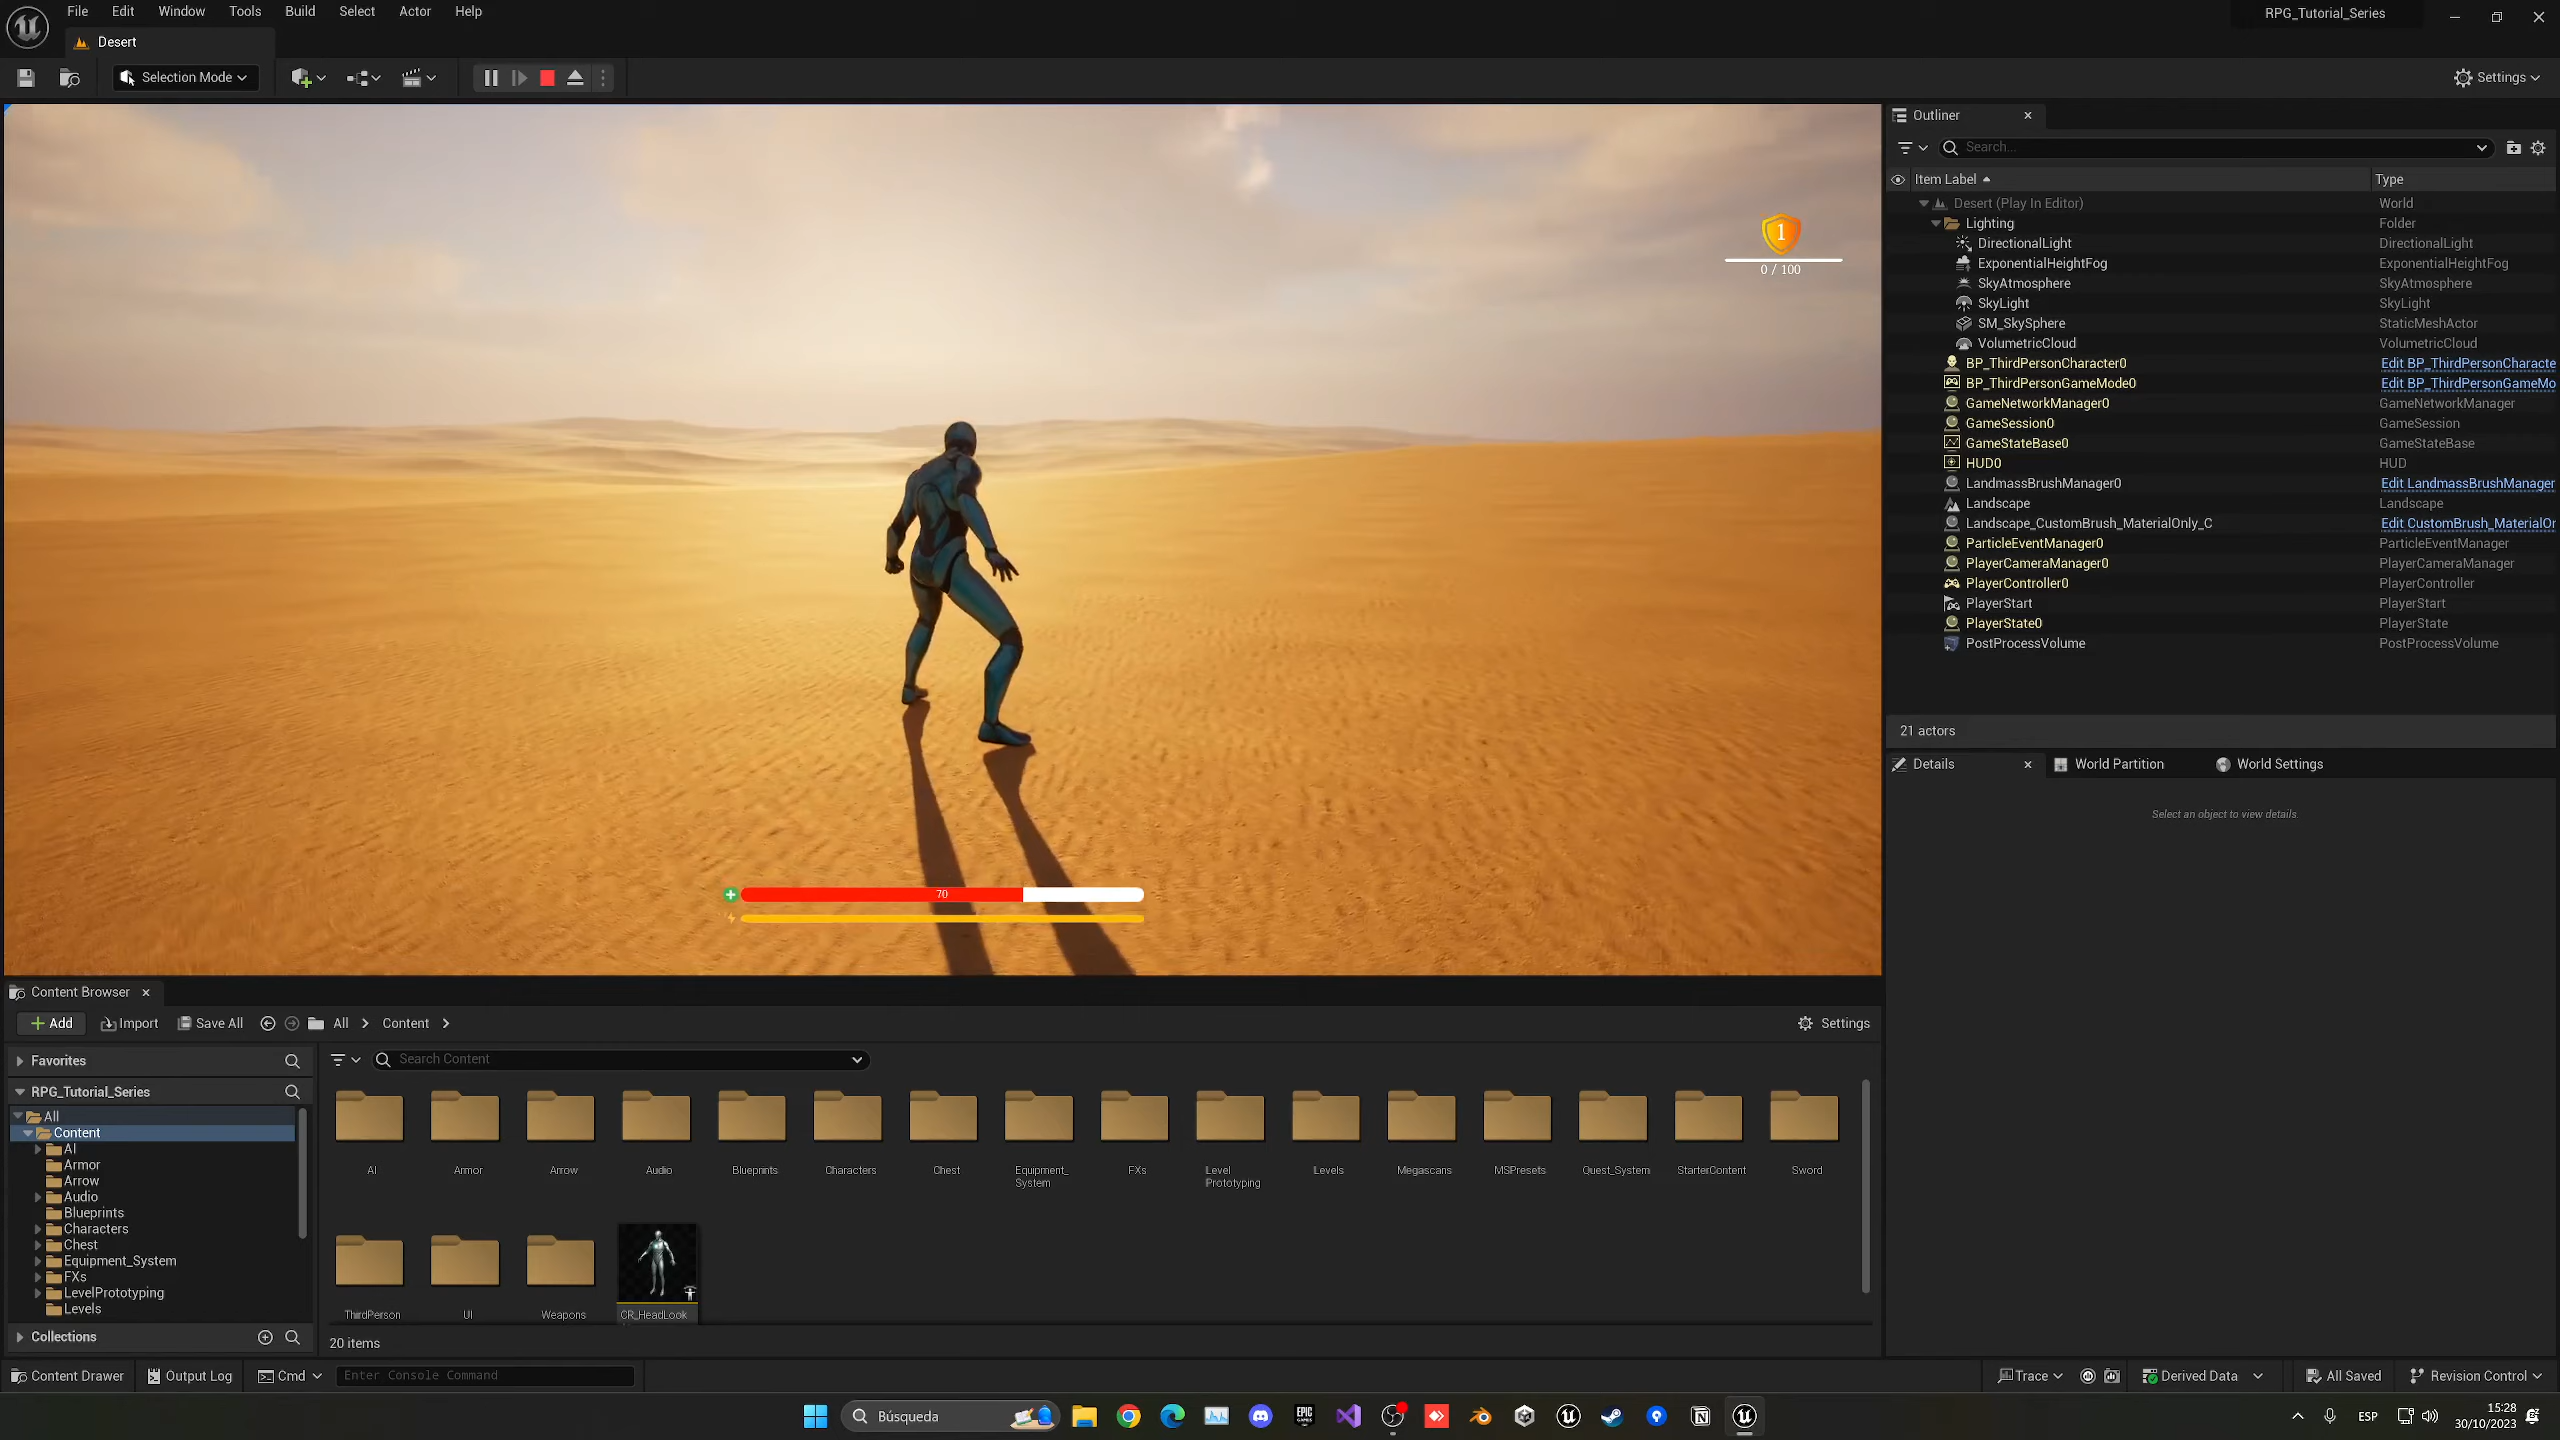 File Edit Window Tools Build Select Actor Help
RPG_Tutorial_Series
Desert
Selection Mode
Settings
1
0 / 100
70
Outliner
Search...
Item Label Type
Desert (Play In Editor) World
Lighting Folder
DirectionalLight DirectionalLight
ExponentialHeightFog ExponentialHeightFog
SkyAtmosphere SkyAtmosphere
SkyLight SkyLight
SM_SkySphere StaticMeshActor
VolumetricCloud VolumetricCloud
BP_ThirdPersonCharacter0 Edit BP_ThirdPersonCharacte
BP_ThirdPersonGameMode0 Edit BP_ThirdPersonGameMo
GameNetworkManager0 GameNetworkManager
GameSession0 GameSession
GameStateBase0 GameStateBase
HUD0 HUD
LandmassBrushManager0 Edit LandmassBrushManager
Landscape Landscape
Landscape_CustomBrush_MaterialOnly_C Edit CustomBrush_MaterialOn
ParticleEventManager0 ParticleEventManager
PlayerCameraManager0 PlayerCameraManager
PlayerController0 PlayerController
PlayerStart PlayerStart
PlayerState0 PlayerState
PostProcessVolume PostProcessVolume
21 actors
Details World Partition World Settings
Select an object to view details.
Content Browser
Add Import Save All All Content Settings
Favorites
RPG_Tutorial_Series
All
Content
AI
Armor
Arrow
Audio
Blueprints
Characters
Chest
Equipment_System
FXs
LevelPrototyping
Levels
Collections
Search Content
AI Armor Arrow Audio Blueprints Characters Chest Equipment_ FXs Level Levels Megascans MSPresets Quest_System StarterContent Sword
System Prototyping
ThirdPerson UI Weapons CR_HeadLook
20 items
Content Drawer Output Log Cmd Enter Console Command Trace Derived Data All Saved Revision Control
Búsqueda
EPIC
GAMES
ESP
15:28
30/10/2023